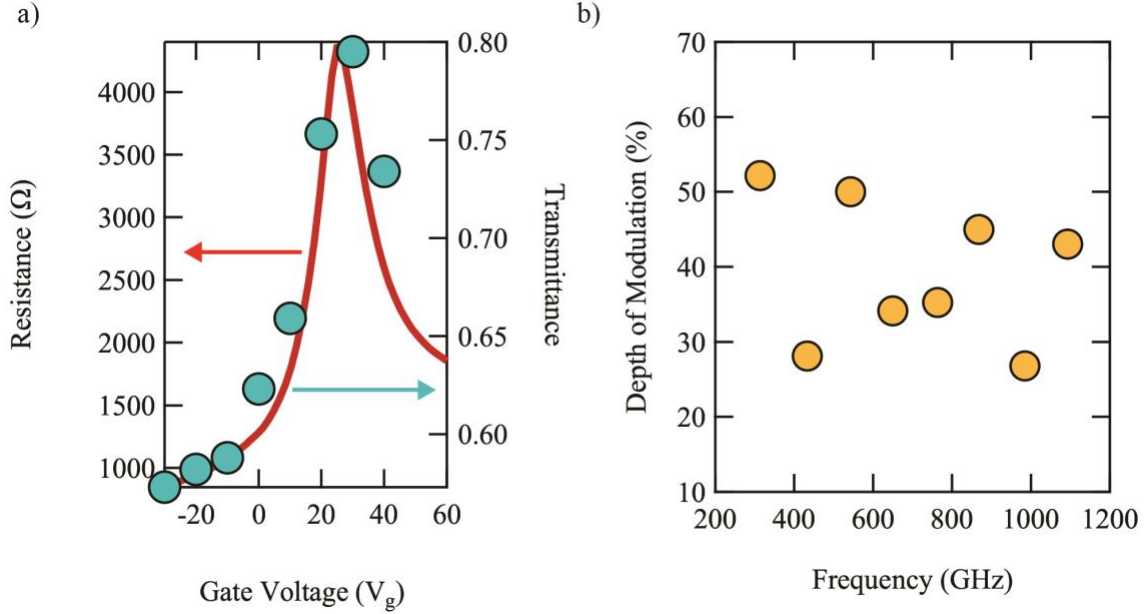 a)
4000
3500
3000
2500
2000
1500
1000
Resistance (Ω)
0.80
0.75
0.70
0.65
0.60
Transmittance
-20 0 20 40 60
Gate Voltage (Vg)
b)
70
60
50
40
30
20
10
Depth of Modulation (%)
200 400 600 800 1000 1200
Frequency (GHz)